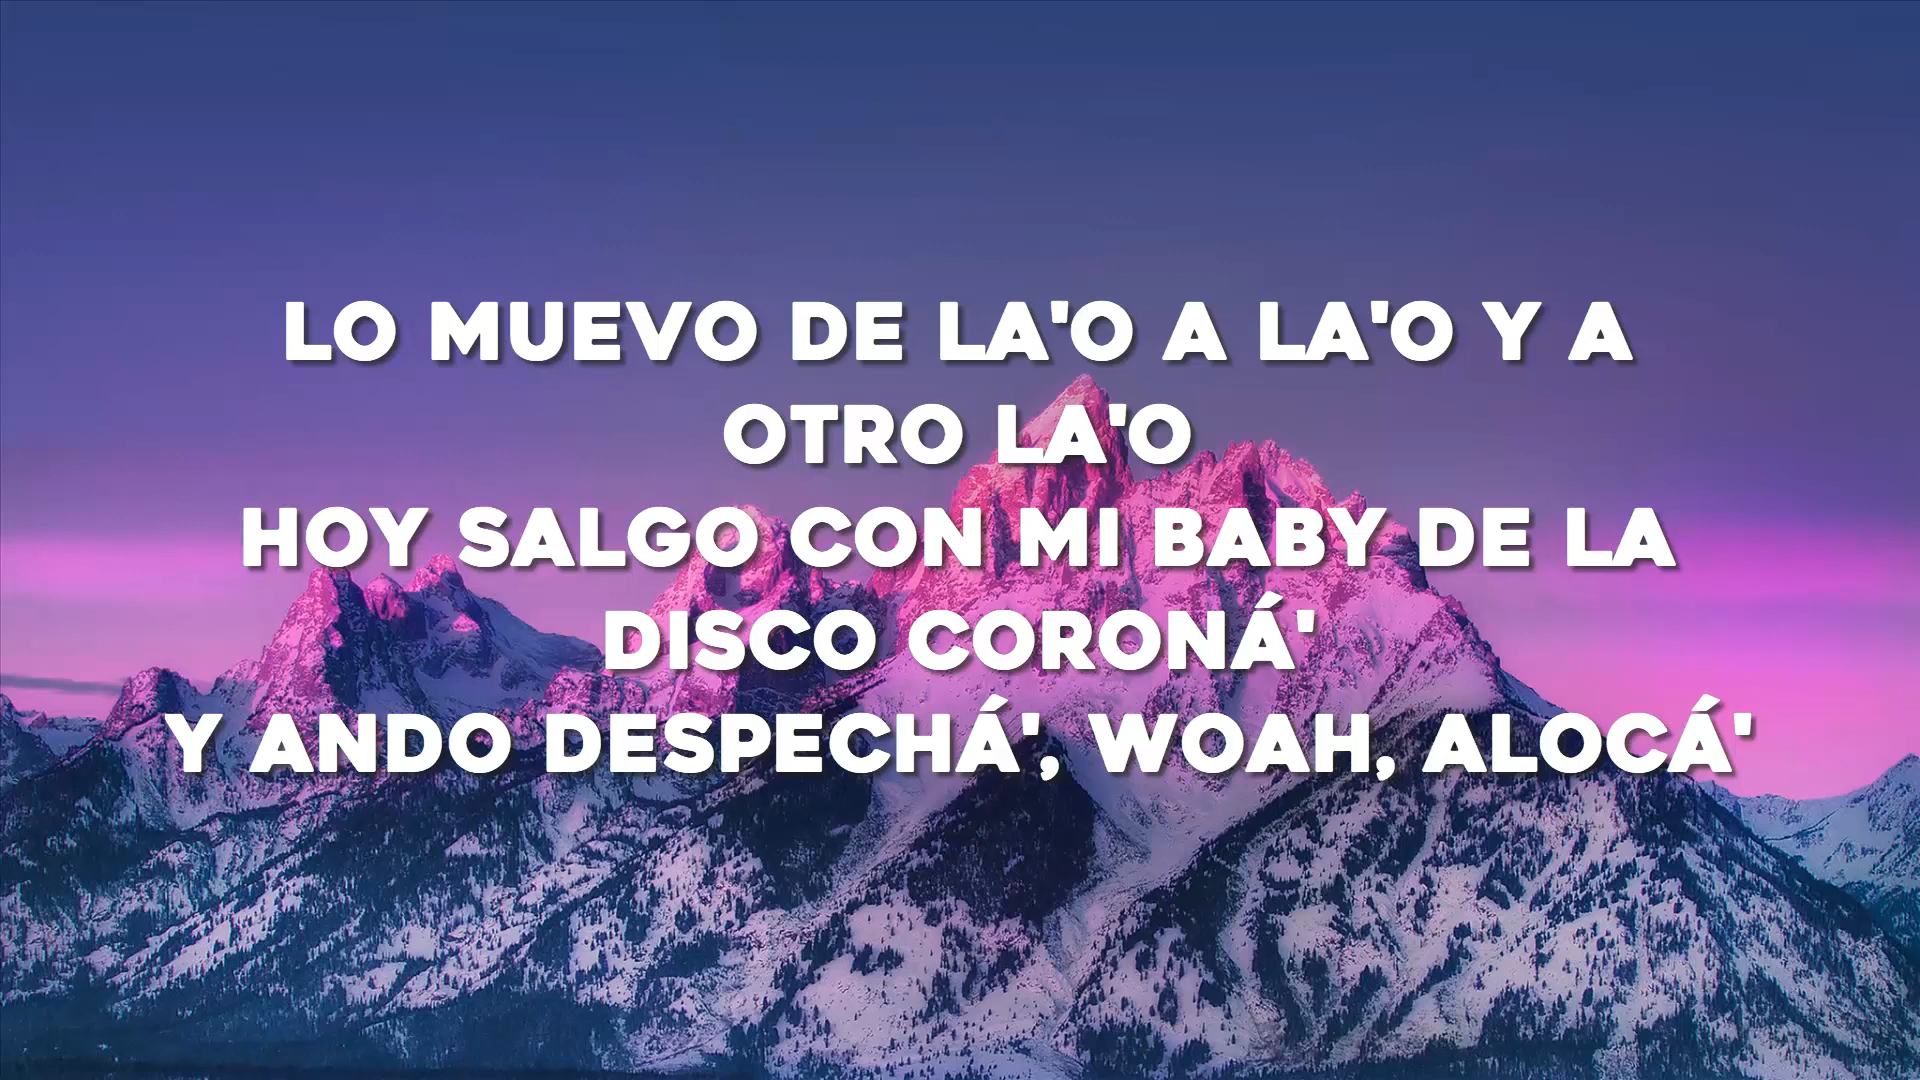 LO MUEVO DE LA'O A LA'O Y A
OTRO LA'O
HOY SALGO CON MI BABY DE LA
DISCO CORONÁ'
Y ANDO DESPECHÁ', WOAH, ALOCÁ'